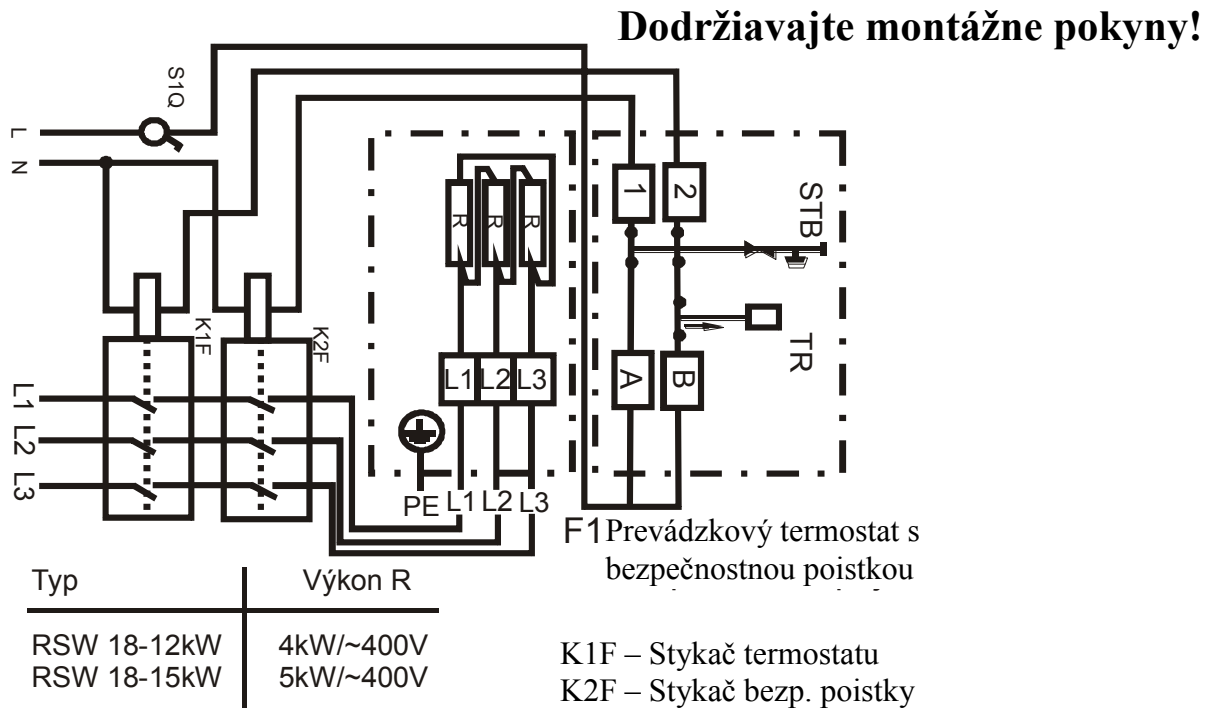 Dodržiavajte montážne pokyny!
S1Q
L
N
K1F
K2F
L1
L2
L3
R
R
R
L1
L2
L3
PE
L1
L2
L3
1
2
STB
TR
A
B
F1 Prevádzkový termostat s
bezpečnostnou poistkou
Typ Výkon R
RSW 18-12kW 4kW/~400V
RSW 18-15kW 5kW/~400V
K1F – Stykač termostatu
K2F – Stykač bezp. poistky